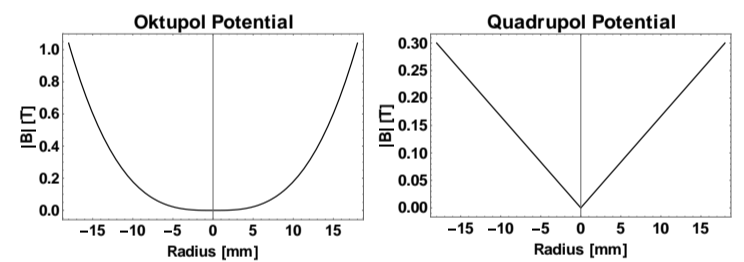 Oktupol Potential
|B| [T]
1.0
0.8
0.6
0.4
0.2
0.0
−15 −10 −5 0 5 10 15
Radius [mm]
Quadrupol Potential
|B| [T]
0.30
0.25
0.20
0.15
0.10
0.05
0.00
−15 −10 −5 0 5 10 15
Radius [mm]